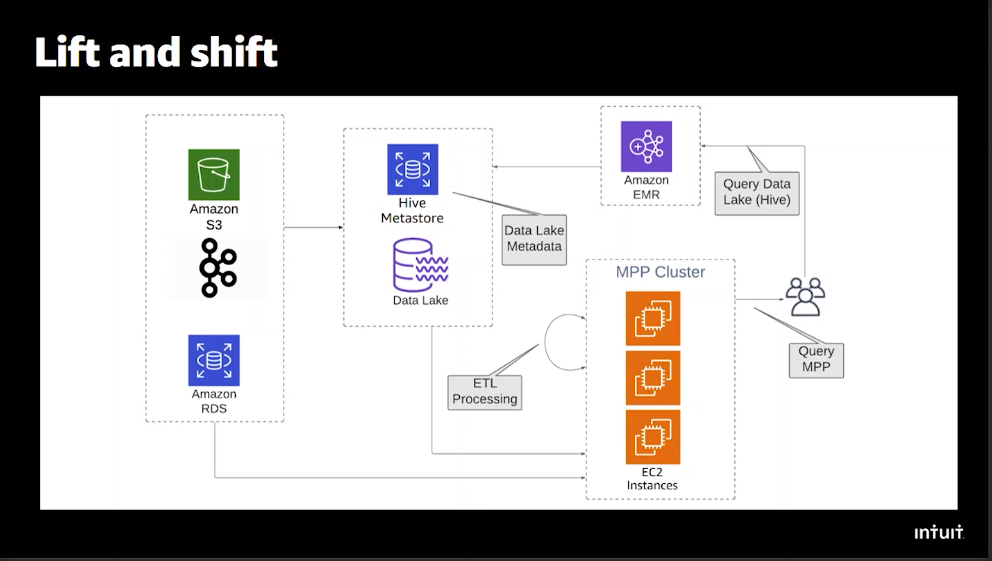 Lift and shift
Amazon
S3
Amazon
RDS
Hive
Metastore
Data Lake
Data Lake
Metadata
Amazon
EMR
Query Data
Lake (Hive)
MPP Cluster
ETL
Processing
EC2
Instances
Query
MPP
INTUIT